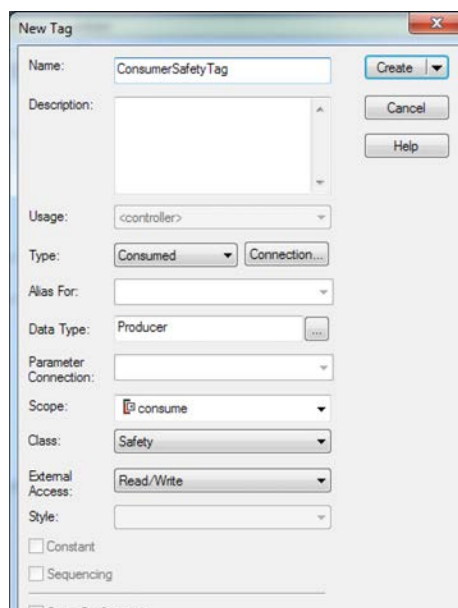 New Tag
Name: ConsumerSafetyTag Create
Description: Cancel
Help
Usage: <controller>
Type: Consumed Connection...
Alias For:
Data Type: Producer ...
Parameter
Connection:
Scope: consume
Class: Safety
External
Access: Read/Write
Style:
Constant
Sequencing